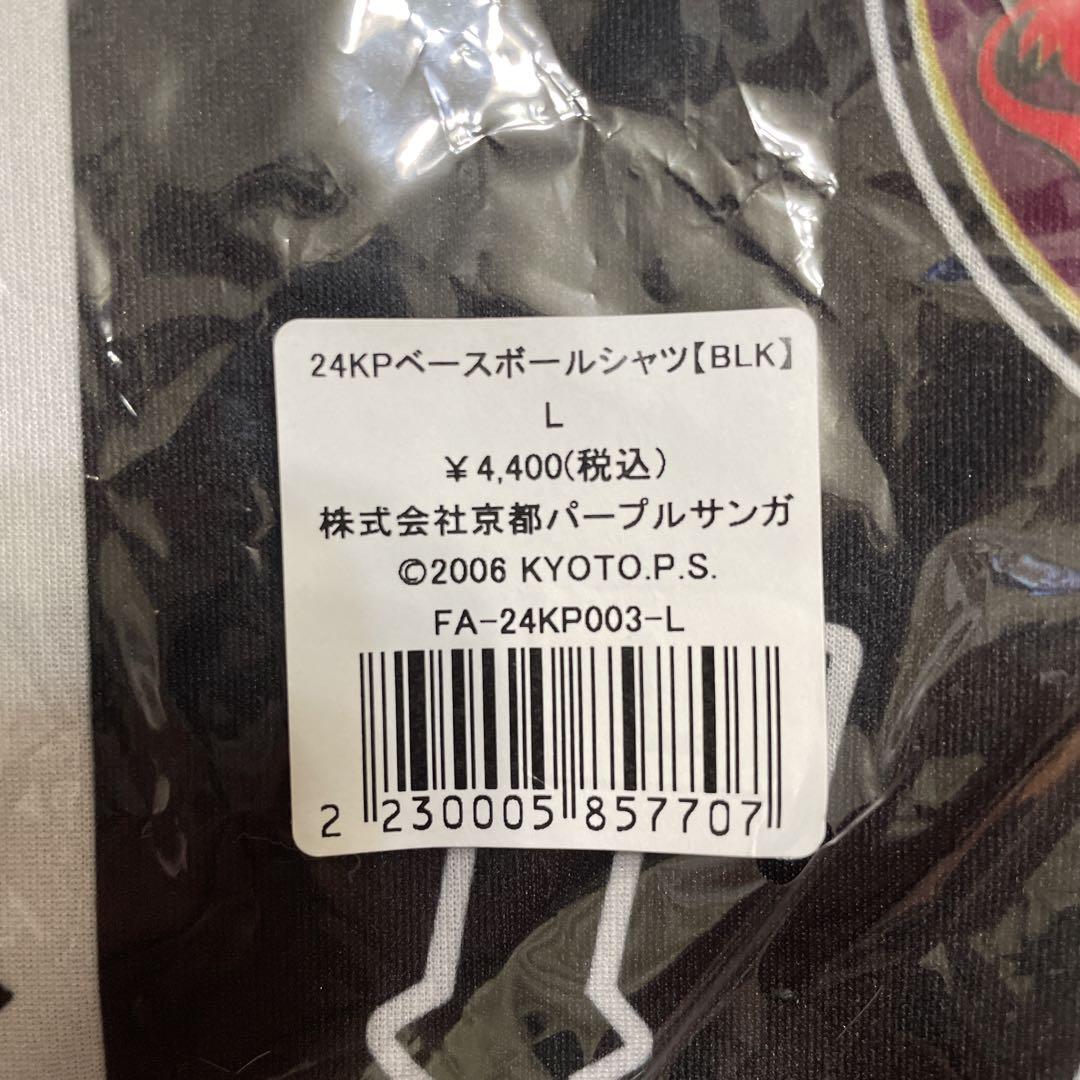 24KPベースボールシャツ【BLK】
L
￥4,400(税込)
株式会社京都パープルサンガ
©2006 KYOTO.P.S.
FA-24KP003-L
2 230005 857707